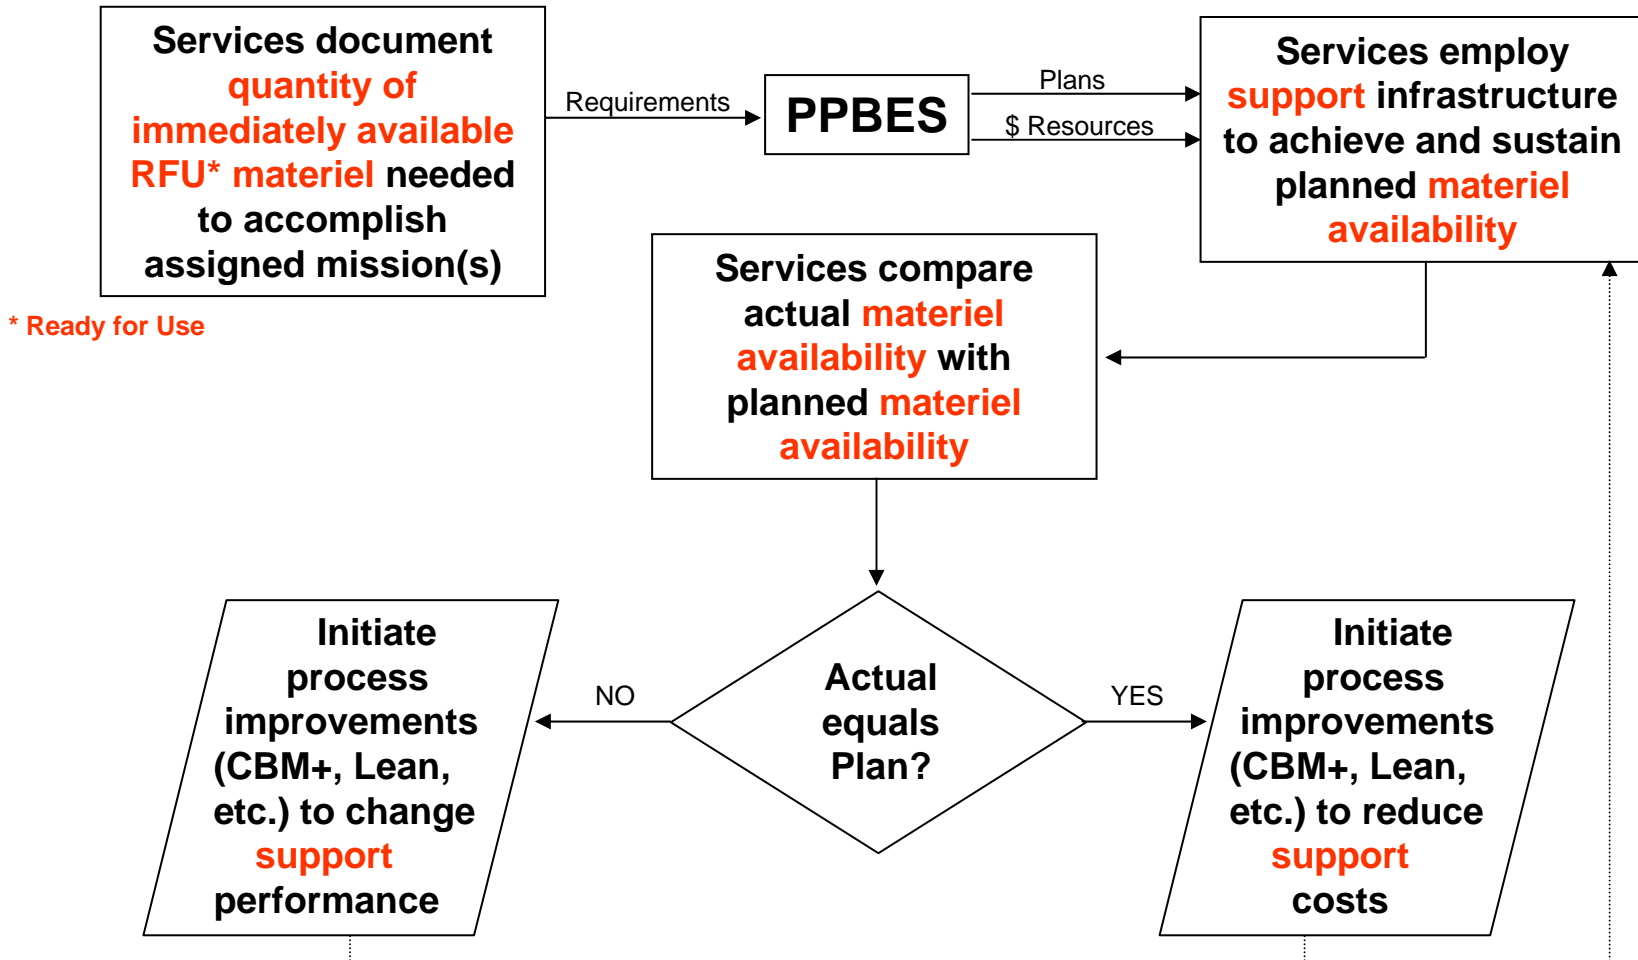 Services document
quantity of
immediately available
RFU* materiel needed
to accomplish
assigned mission(s)
* Ready for Use
Requirements
PPBES
Plans
$ Resources
Services employ
support infrastructure
to achieve and sustain
planned materiel
availability
Services compare
actual materiel
availability with
planned materiel
availability
Actual
equals
Plan?
NO
YES
Initiate
process
improvements
(CBM+, Lean,
etc.) to change
support
performance
Initiate
process
improvements
(CBM+, Lean,
etc.) to reduce
support
costs